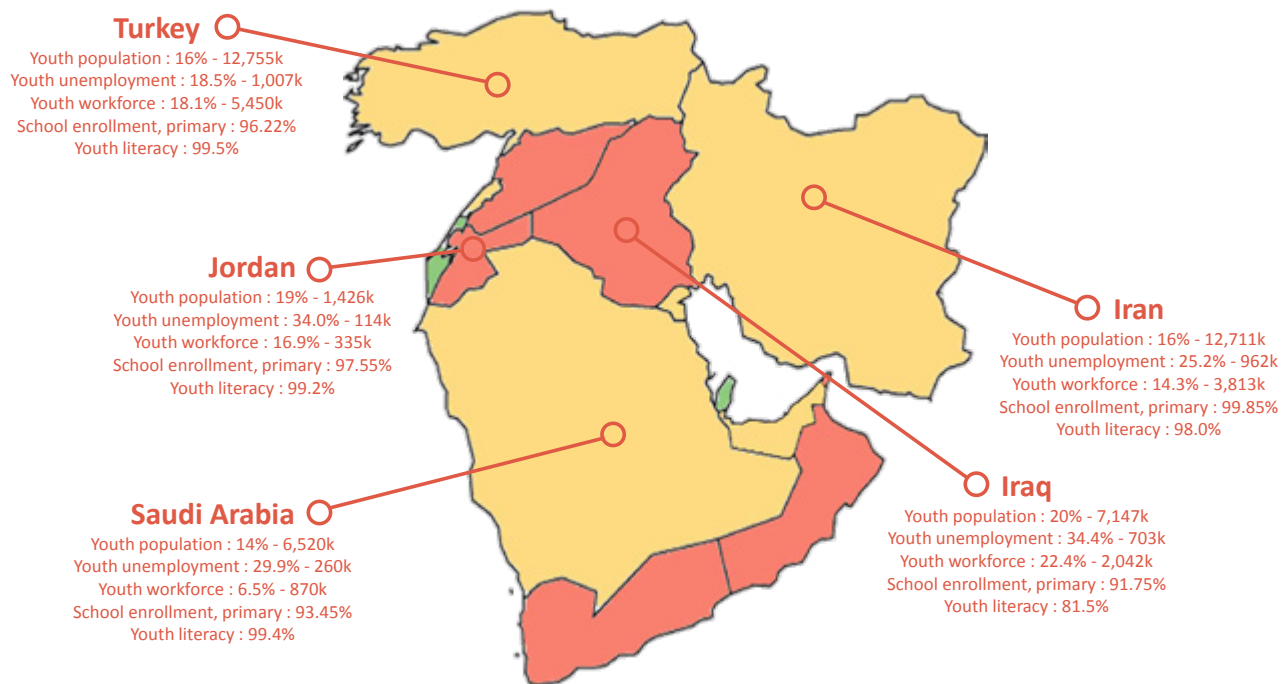 Turkey
Youth population : 16% - 12,755k
Youth unemployment : 18.5% - 1,007k
Youth workforce : 18.1% - 5,450k
School enrollment, primary : 96.22%
Youth literacy : 99.5%
Jordan
Youth population : 19% - 1,426k
Youth unemployment : 34.0% - 114k
Youth workforce : 16.9% - 335k
School enrollment, primary : 97.55%
Youth literacy : 99.2%
Iran
Youth population : 16% - 12,711k
Youth unemployment : 25.2% - 962k
Youth workforce : 14.3% - 3,813k
School enrollment, primary : 99.85%
Youth literacy : 98.0%
Saudi Arabia
Youth population : 14% - 6,520k
Youth unemployment : 29.9% - 260k
Youth workforce : 6.5% - 870k
School enrollment, primary : 93.45%
Youth literacy : 99.4%
Iraq
Youth population : 20% - 7,147k
Youth unemployment : 34.4% - 703k
Youth workforce : 22.4% - 2,042k
School enrollment, primary : 91.75%
Youth literacy : 81.5%